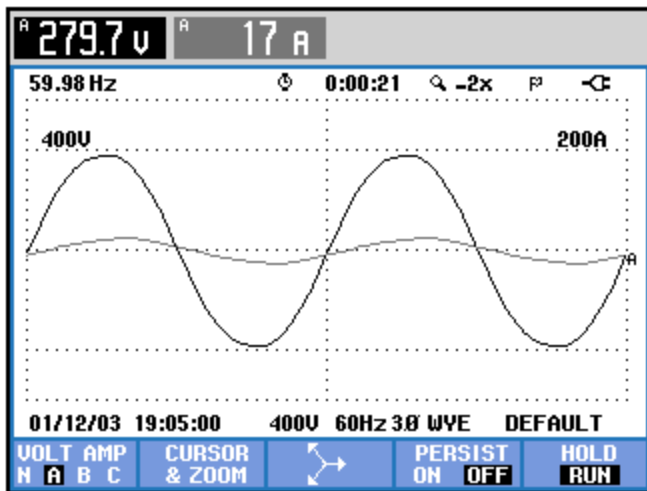 A 279.7 V A 17 A
59.98 Hz 0:00:21 -2x
400V 200A
A
01/12/03 19:05:00 400V 60Hz 3Ø WYE DEFAULT
VOLT AMP CURSOR PERSIST HOLD
N A B C & ZOOM ON OFF RUN